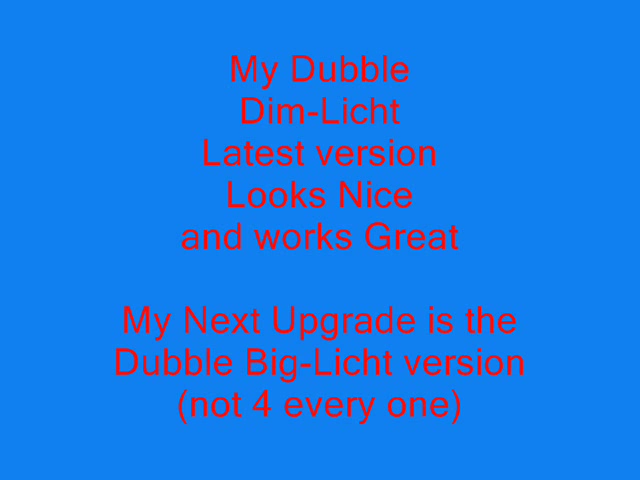 My Dubble
Dim-Licht
Latest version
Looks Nice
and works Great
My Next Upgrade is the
Dubble Big-Licht version
(not 4 every one)